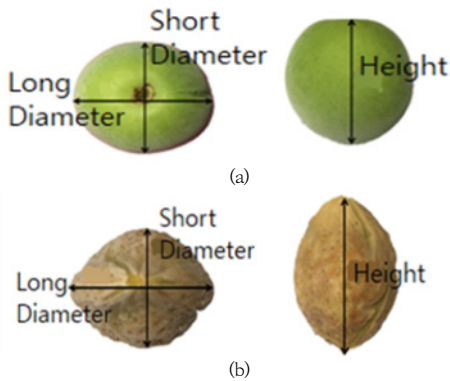 Short
Diameter
Long
Diameter
Height
(a)
Short
Diameter
Long
Diameter
Height
(b)